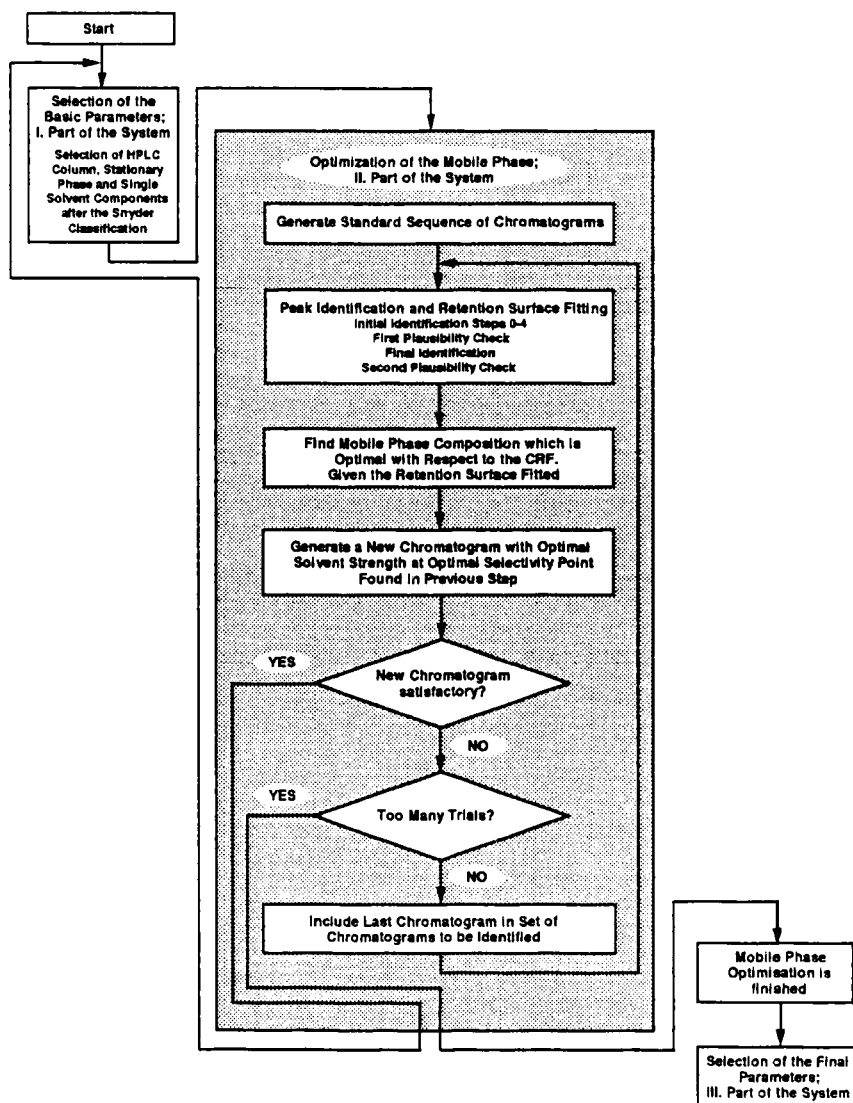 Start
Selection of the
Basic Parameters;
I. Part of the System
Selection of HPLC
Column, Stationary
Phase and Single
Solvent Components
after the Snyder
Classification
Optimization of the Mobile Phase;
II. Part of the System
Generate Standard Sequence of Chromatograms
Peak Identification and Retention Surface Fitting
Initial Identification Steps 0-4
First Plausibility Check
Final Identification
Second Plausibility Check
Find Mobile Phase Composition which is
Optimal with Respect to the CRF.
Given the Retention Surface Fitted
Generate a New Chromatogram with Optimal
Solvent Strength at Optimal Selectivity Point
Found in Previous Step
YES
New Chromatogram
satisfactory?
NO
YES
Too Many Trials?
NO
Include Last Chromatogram in Set of
Chromatograms to be Identified
Mobile Phase
Optimisation is
finished
Selection of the Final
Parameters;
III. Part of the System